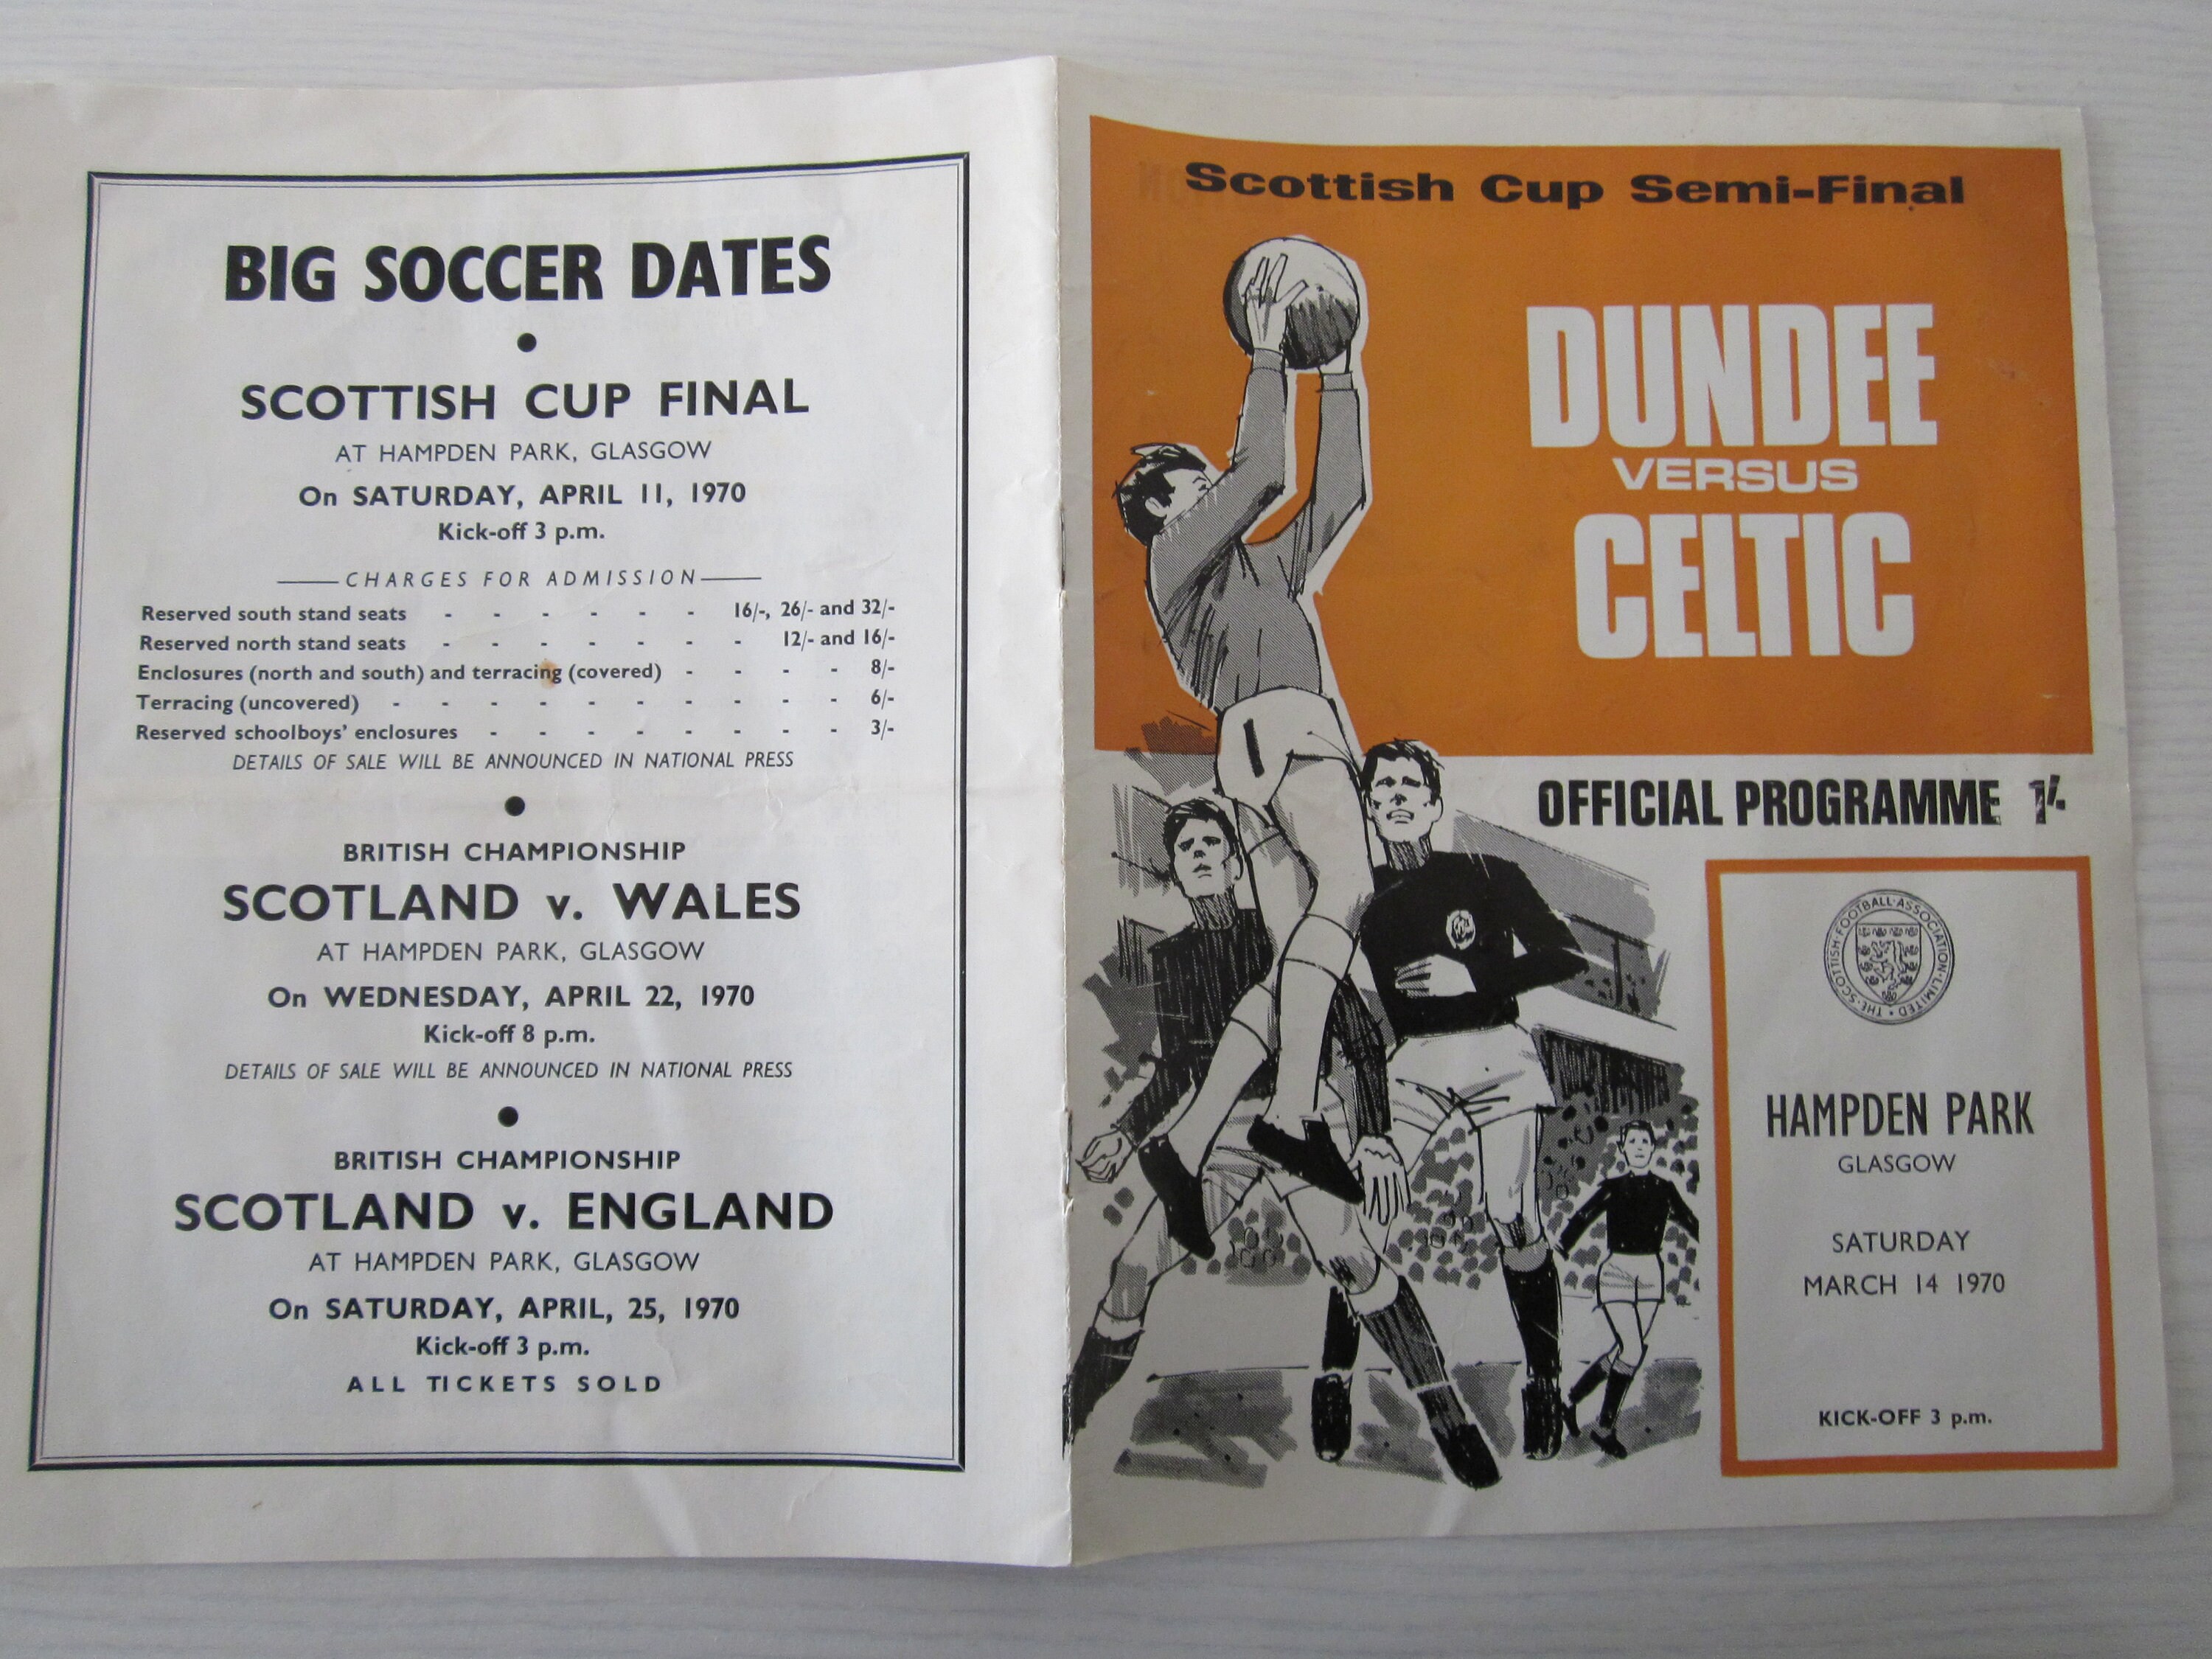 BIG SOCCER DATES
SCOTTISH CUP FINAL
AT HAMPDEN PARK, GLASGOW
On SATURDAY, APRIL 11, 1970
Kick-off 3 p.m.
CHARGES FOR ADMISSION
Reserved south stand seats - - - - - - 16/-, 26/- and 32/-
Reserved north stand seats - - - - - - - 12/- and 16/-
Enclosures (north and south) and terracing (covered) - - - - 8/-
Terracing (uncovered) - - - - - - - - - - 6/-
Reserved schoolboys' enclosures - - - - - - - - 3/-
DETAILS OF SALE WILL BE ANNOUNCED IN NATIONAL PRESS
BRITISH CHAMPIONSHIP
SCOTLAND v. WALES
AT HAMPDEN PARK, GLASGOW
On WEDNESDAY, APRIL 22, 1970
Kick-off 8 p.m.
DETAILS OF SALE WILL BE ANNOUNCED IN NATIONAL PRESS
BRITISH CHAMPIONSHIP
SCOTLAND v. ENGLAND
AT HAMPDEN PARK, GLASGOW
On SATURDAY, APRIL, 25, 1970
Kick-off 3 p.m.
ALL TICKETS SOLD
Scottish Cup Semi-Final
DUNDEE
VERSUS
CELTIC
1
OFFICIAL PROGRAMME 1/-
THE·SCOTTISH·FOOTBALL·ASSOCIATION·LIMITED·
HAMPDEN PARK
GLASGOW
SATURDAY
MARCH 14 1970
KICK-OFF 3 p.m.